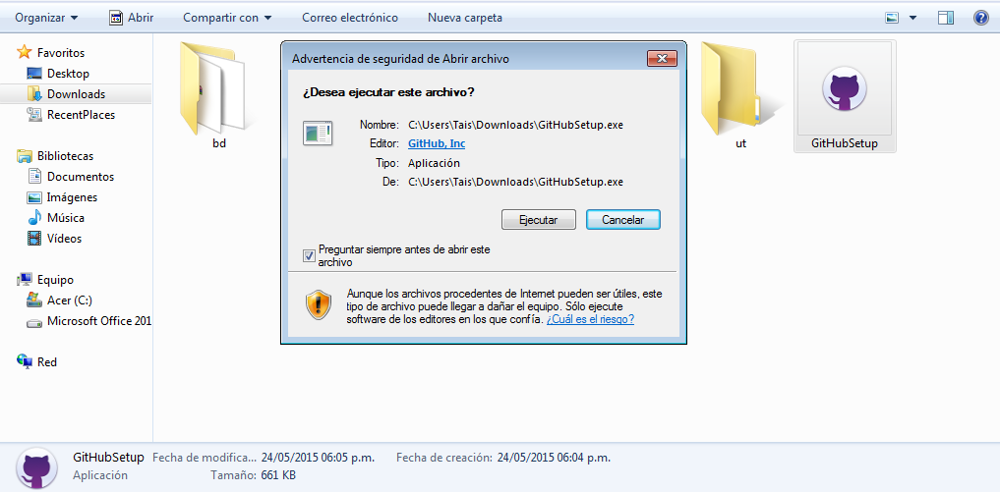 Organizar Abrir Compartir con Correo electrónico Nueva carpeta
Favoritos
Desktop
Downloads
RecentPlaces
Bibliotecas
Documentos
Imágenes
Música
Vídeos
Equipo
Acer (C:)
Microsoft Office 201
Red
bd
ut
GitHubSetup
Advertencia de seguridad de Abrir archivo
¿Desea ejecutar este archivo?
Nombre: C:\Users\Tais\Downloads\GitHubSetup.exe
Editor: GitHub, Inc
Tipo: Aplicación
De: C:\Users\Tais\Downloads\GitHubSetup.exe
Ejecutar Cancelar
Preguntar siempre antes de abrir este
archivo
Aunque los archivos procedentes de Internet pueden ser útiles, este
tipo de archivo puede llegar a dañar el equipo. Sólo ejecute
software de los editores en los que confía. ¿Cuál es el riesgo?
GitHubSetup Fecha de modifica... 24/05/2015 06:05 p.m. Fecha de creación: 24/05/2015 06:04 p.m.
Aplicación Tamaño: 661 KB